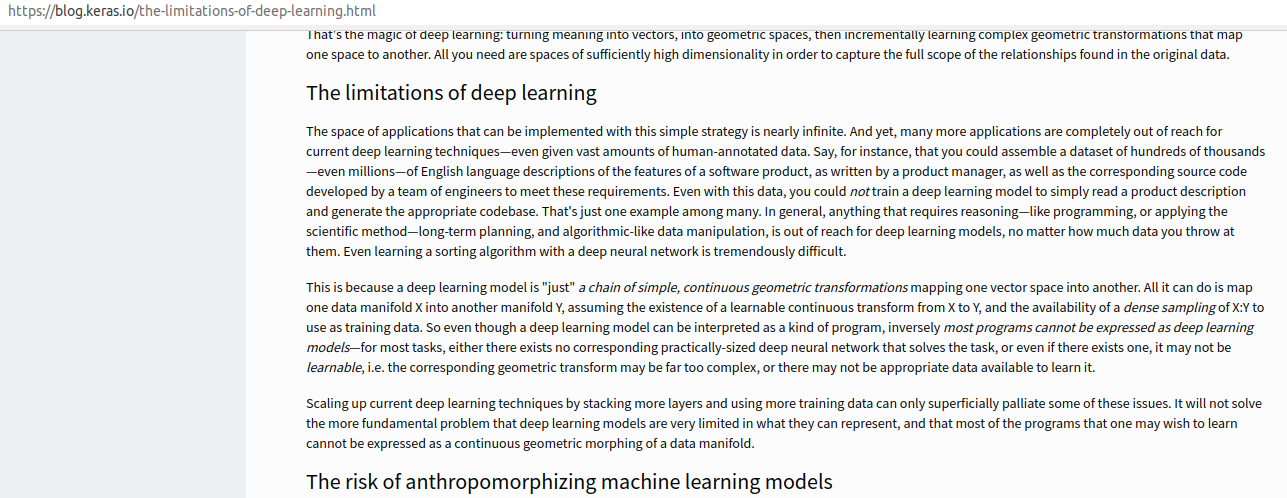 https://blog.keras.io/the-limitations-of-deep-learning.html
That's the magic of deep learning: turning meaning into vectors, into geometric spaces, then incrementally learning complex geometric transformations that map
one space to another. All you need are spaces of sufficiently high dimensionality in order to capture the full scope of the relationships found in the original data.
The limitations of deep learning
The space of applications that can be implemented with this simple strategy is nearly infinite. And yet, many more applications are completely out of reach for
current deep learning techniques—even given vast amounts of human-annotated data. Say, for instance, that you could assemble a dataset of hundreds of thousands
—even millions—of English language descriptions of the features of a software product, as written by a product manager, as well as the corresponding source code
developed by a team of engineers to meet these requirements. Even with this data, you could not train a deep learning model to simply read a product description
and generate the appropriate codebase. That's just one example among many. In general, anything that requires reasoning—like programming, or applying the
scientific method—long-term planning, and algorithmic-like data manipulation, is out of reach for deep learning models, no matter how much data you throw at
them. Even learning a sorting algorithm with a deep neural network is tremendously difficult.
This is because a deep learning model is "just" a chain of simple, continuous geometric transformations mapping one vector space into another. All it can do is map
one data manifold X into another manifold Y, assuming the existence of a learnable continuous transform from X to Y, and the availability of a dense sampling of X:Y to
use as training data. So even though a deep learning model can be interpreted as a kind of program, inversely most programs cannot be expressed as deep learning
models—for most tasks, either there exists no corresponding practically-sized deep neural network that solves the task, or even if there exists one, it may not be
learnable, i.e. the corresponding geometric transform may be far too complex, or there may not be appropriate data available to learn it.
Scaling up current deep learning techniques by stacking more layers and using more training data can only superficially palliate some of these issues. It will not solve
the more fundamental problem that deep learning models are very limited in what they can represent, and that most of the programs that one may wish to learn
cannot be expressed as a continuous geometric morphing of a data manifold.
The risk of anthropomorphizing machine learning models